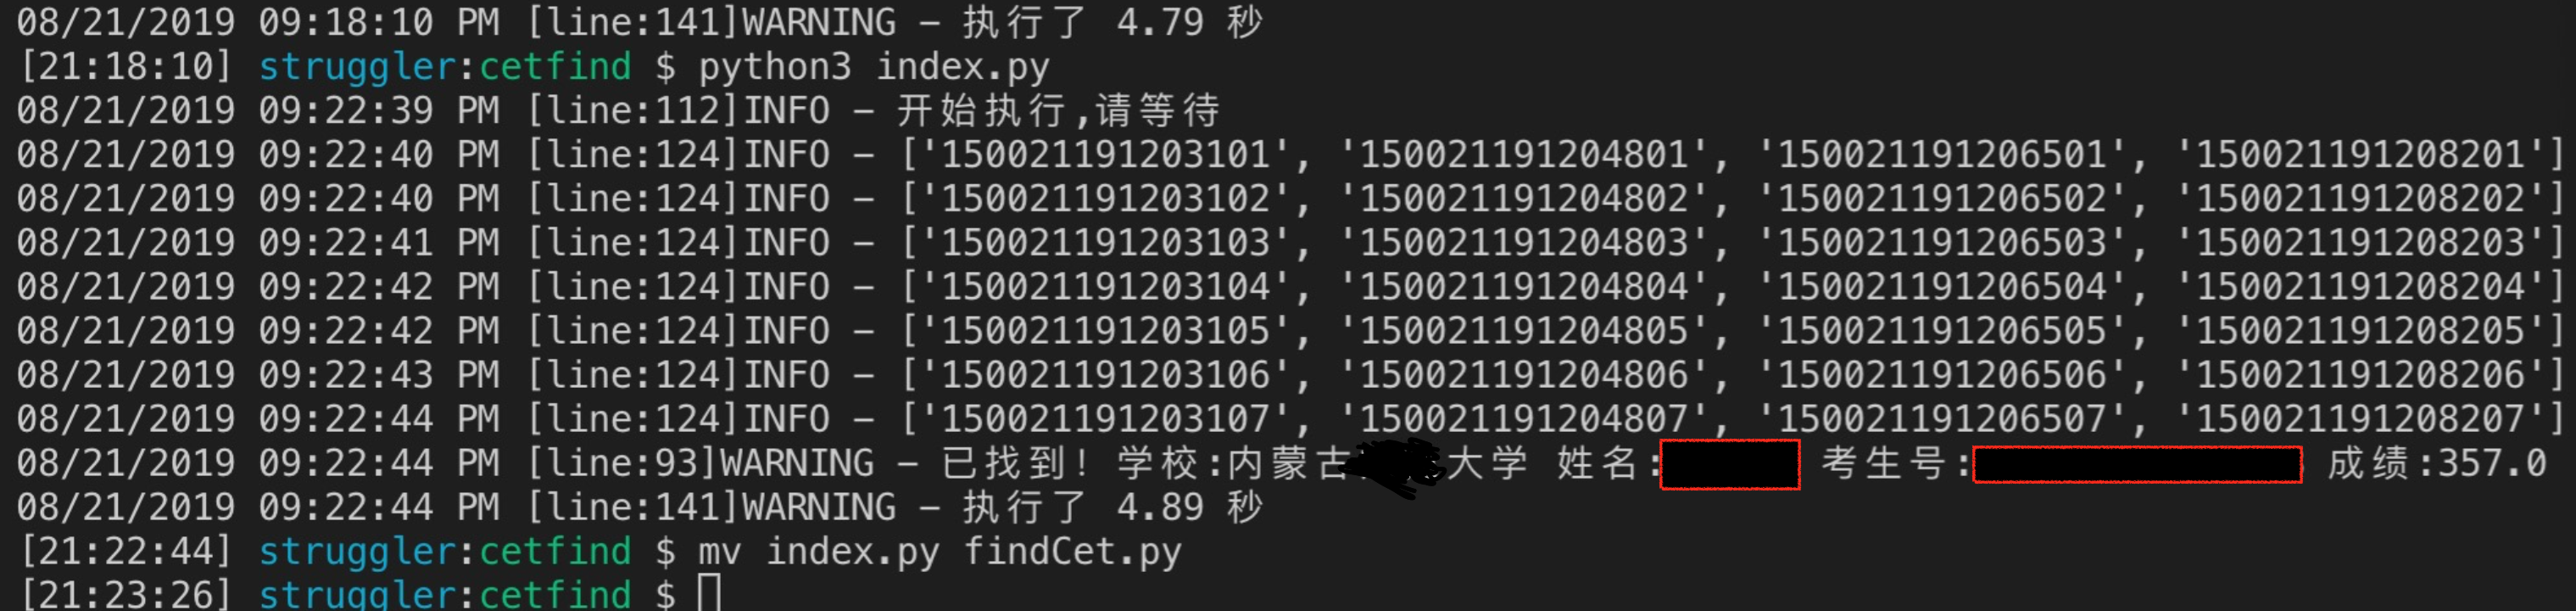 08/21/2019 09:18:10 PM [line:141]WARNING - 执行了 4.79 秒
[21:18:10] struggler:cetfind $ python3 index.py
08/21/2019 09:22:39 PM [line:112]INFO - 开始执行,请等待
08/21/2019 09:22:40 PM [line:124]INFO - ['150021191203101', '150021191204801', '150021191206501', '150021191208201']
08/21/2019 09:22:40 PM [line:124]INFO - ['150021191203102', '150021191204802', '150021191206502', '150021191208202']
08/21/2019 09:22:41 PM [line:124]INFO - ['150021191203103', '150021191204803', '150021191206503', '150021191208203']
08/21/2019 09:22:42 PM [line:124]INFO - ['150021191203104', '150021191204804', '150021191206504', '150021191208204']
08/21/2019 09:22:42 PM [line:124]INFO - ['150021191203105', '150021191204805', '150021191206505', '150021191208205']
08/21/2019 09:22:43 PM [line:124]INFO - ['150021191203106', '150021191204806', '150021191206506', '150021191208206']
08/21/2019 09:22:44 PM [line:124]INFO - ['150021191203107', '150021191204807', '150021191206507', '150021191208207']
08/21/2019 09:22:44 PM [line:93]WARNING - 已找到! 学校:内蒙古大学 姓名: 考生号: 成绩:357.0
08/21/2019 09:22:44 PM [line:141]WARNING - 执行了 4.89 秒
[21:22:44] struggler:cetfind $ mv index.py findCet.py
[21:23:26] struggler:cetfind $